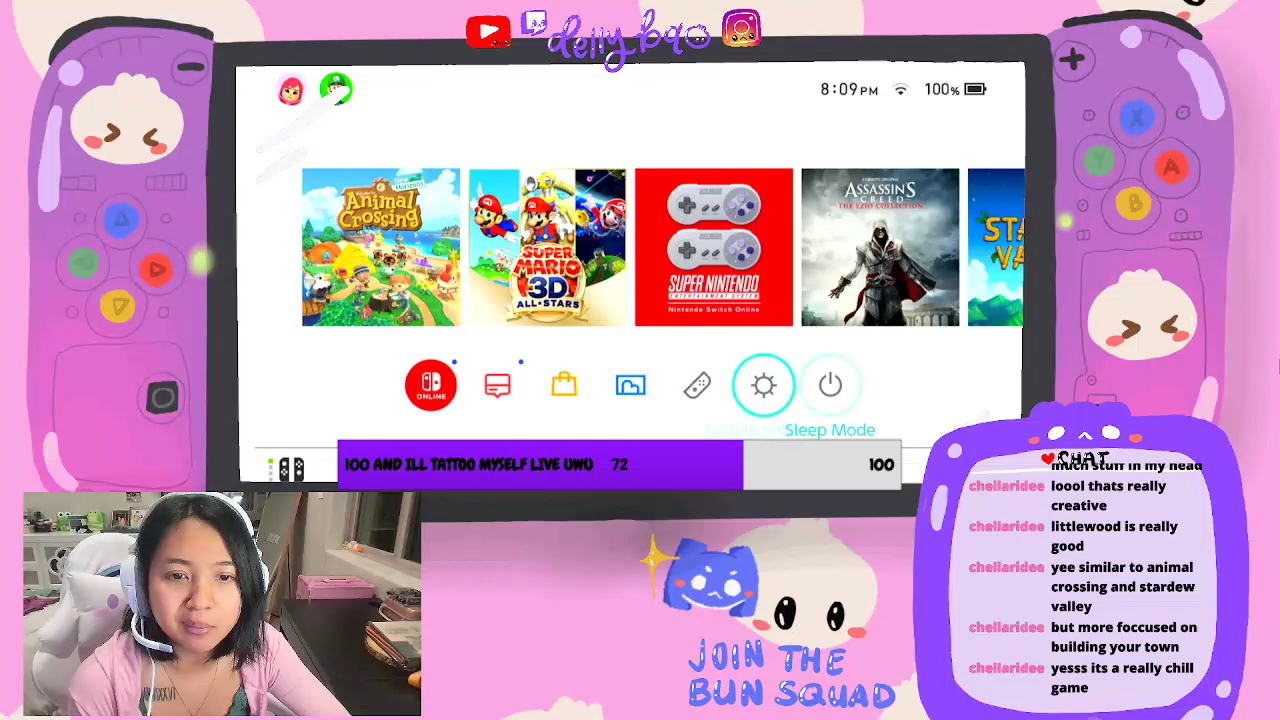 dellybqo
8:09 PM 100%
Animal Crossing
SUPER MARIO
3D
ALL-STARS
SUPER NINTENDO
ENTERTAINMENT SYSTEM
Nintendo Switch Online
ASSASSIN'S
CREED
THE EZIO COLLECTION
STA
VA
ONLINE
Sleep Mode
100 AND ILL TATTOO MYSELF LIVE UWU 72 100
X
Y
A
B
CHAT
much stuff in my head
chellaridee loool thats really
creative
chellaridee littlewood is really
good
chellaridee yee similar to animal
crossing and stardew
valley
chellaridee but more foccused on
building your town
chellaridee yesss its a really chill
game
JOIN THE
BUN SQUAD